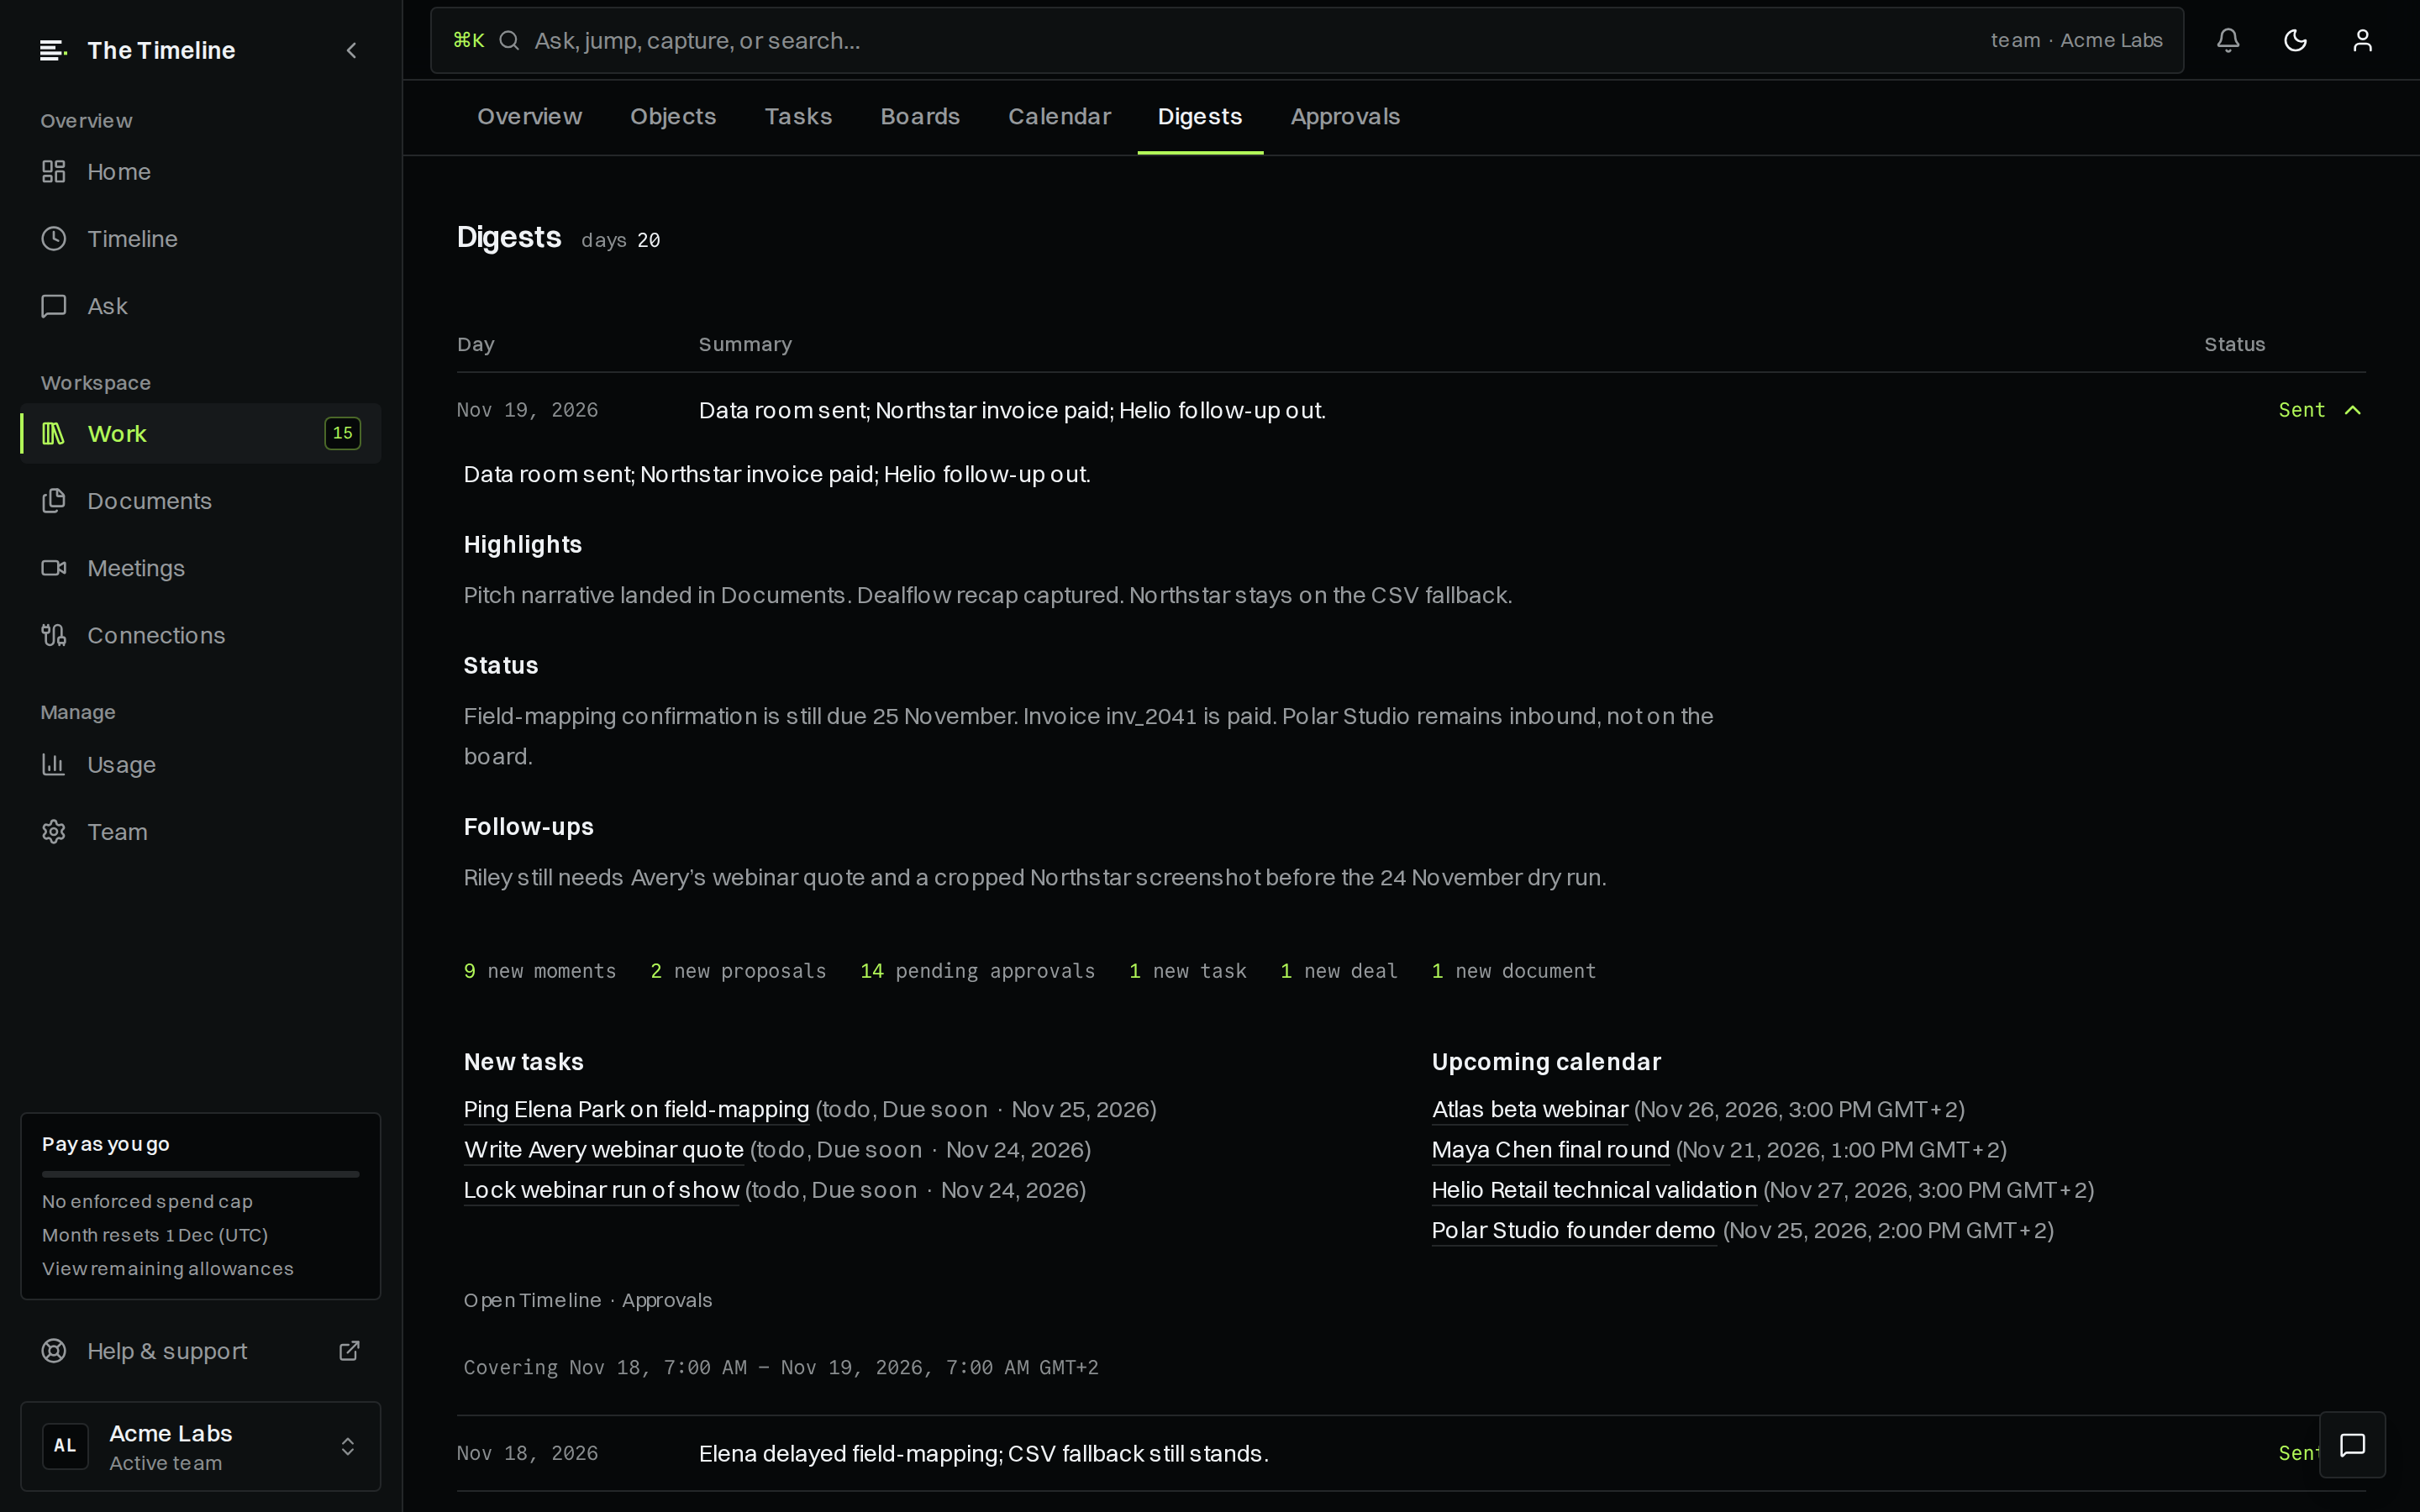 The Timeline
Overview
Home
Timeline
Ask
Workspace
Work 15
Documents
Meetings
Connections
Manage
Usage
Team
Pay as you go
No enforced spend cap
Month resets 1 Dec (UTC)
View remaining allowances
Help & support
AL
Acme Labs
Active team
⌘K Ask, jump, capture, or search... team · Acme Labs
Overview Objects Tasks Boards Calendar Digests Approvals
Digests days 20
Day Summary Status
Nov 19, 2026 Data room sent; Northstar invoice paid; Helio follow-up out. Sent
Data room sent; Northstar invoice paid; Helio follow-up out.
Highlights
Pitch narrative landed in Documents. Dealflow recap captured. Northstar stays on the CSV fallback.
Status
Field-mapping confirmation is still due 25 November. Invoice inv_2041 is paid. Polar Studio remains inbound, not on the
board.
Follow-ups
Riley still needs Avery’s webinar quote and a cropped Northstar screenshot before the 24 November dry run.
9 new moments 2 new proposals 14 pending approvals 1 new task 1 new deal 1 new document
New tasks
Ping Elena Park on field-mapping (todo, Due soon · Nov 25, 2026)
Write Avery webinar quote (todo, Due soon · Nov 24, 2026)
Lock webinar run of show (todo, Due soon · Nov 24, 2026)
Upcoming calendar
Atlas beta webinar (Nov 26, 2026, 3:00 PM GMT+2)
Maya Chen final round (Nov 21, 2026, 1:00 PM GMT+2)
Helio Retail technical validation (Nov 27, 2026, 3:00 PM GMT+2)
Polar Studio founder demo (Nov 25, 2026, 2:00 PM GMT+2)
Open Timeline · Approvals
Covering Nov 18, 7:00 AM – Nov 19, 2026, 7:00 AM GMT+2
Nov 18, 2026 Elena delayed field-mapping; CSV fallback still stands. Sent